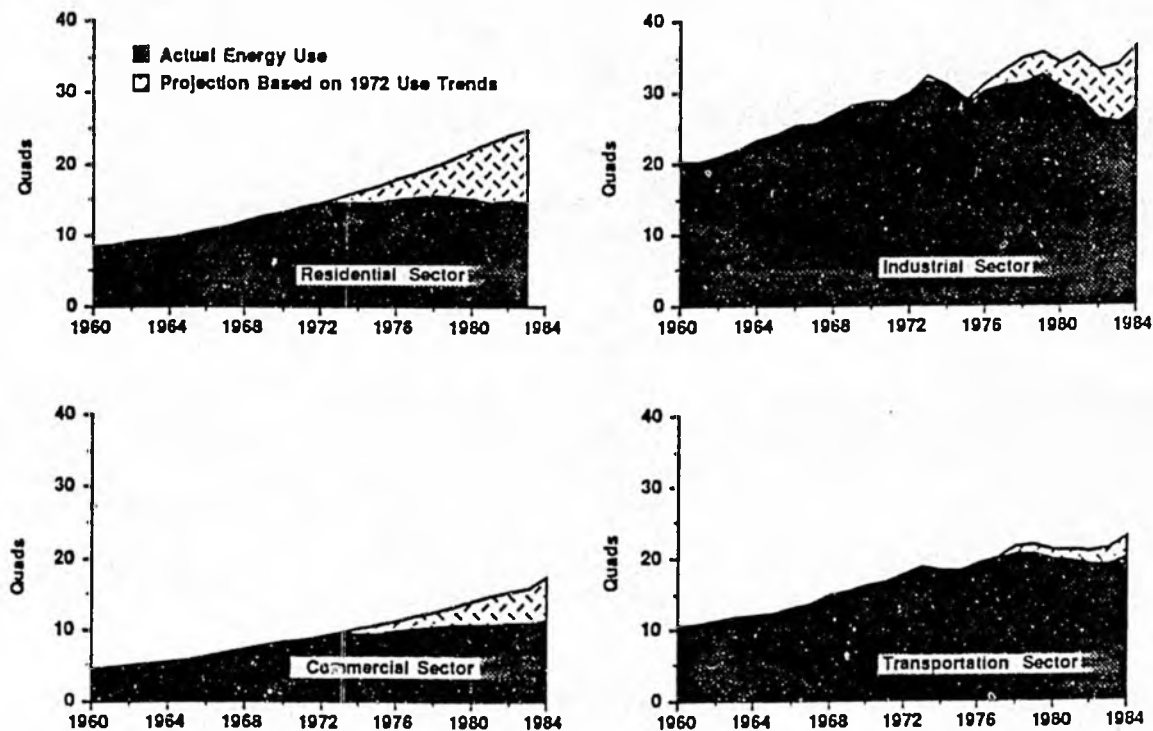 40
30
20
10
0
Quads
Actual Energy Use
Projection Based on 1972 Use Trends
Residential Sector
1960 1964 1968 1972 1976 1980 1984
40
30
20
10
0
Quads
Industrial Sector
1960 1964 1968 1972 1976 1980 1984
40
30
20
10
0
Quads
Commercial Sector
1960 1964 1968 1972 1976 1980 1984
40
30
20
10
0
Quads
Transportation Sector
1960 1964 1968 1972 1976 1980 1984